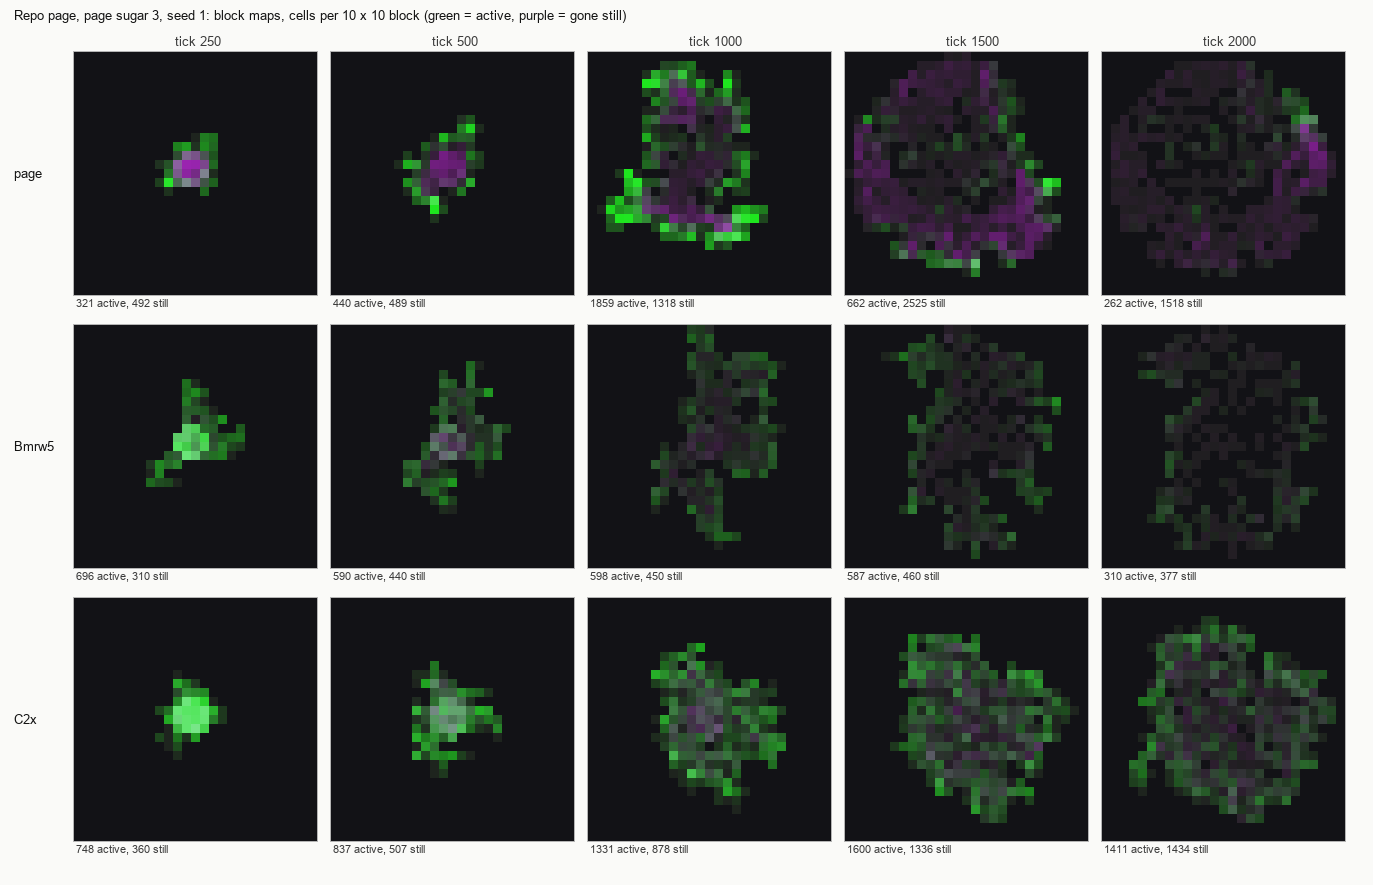 Repo page, page sugar 3, seed 1: block maps, cells per 10 x 10 block (green = active, purple = gone still)
tick 250
tick 500
tick 1000
tick 1500
tick 2000
page
321 active, 492 still
440 active, 489 still
1859 active, 1318 still
662 active, 2525 still
262 active, 1518 still
Bmrw5
696 active, 310 still
590 active, 440 still
598 active, 450 still
587 active, 460 still
310 active, 377 still
C2x
748 active, 360 still
837 active, 507 still
1331 active, 878 still
1600 active, 1336 still
1411 active, 1434 still